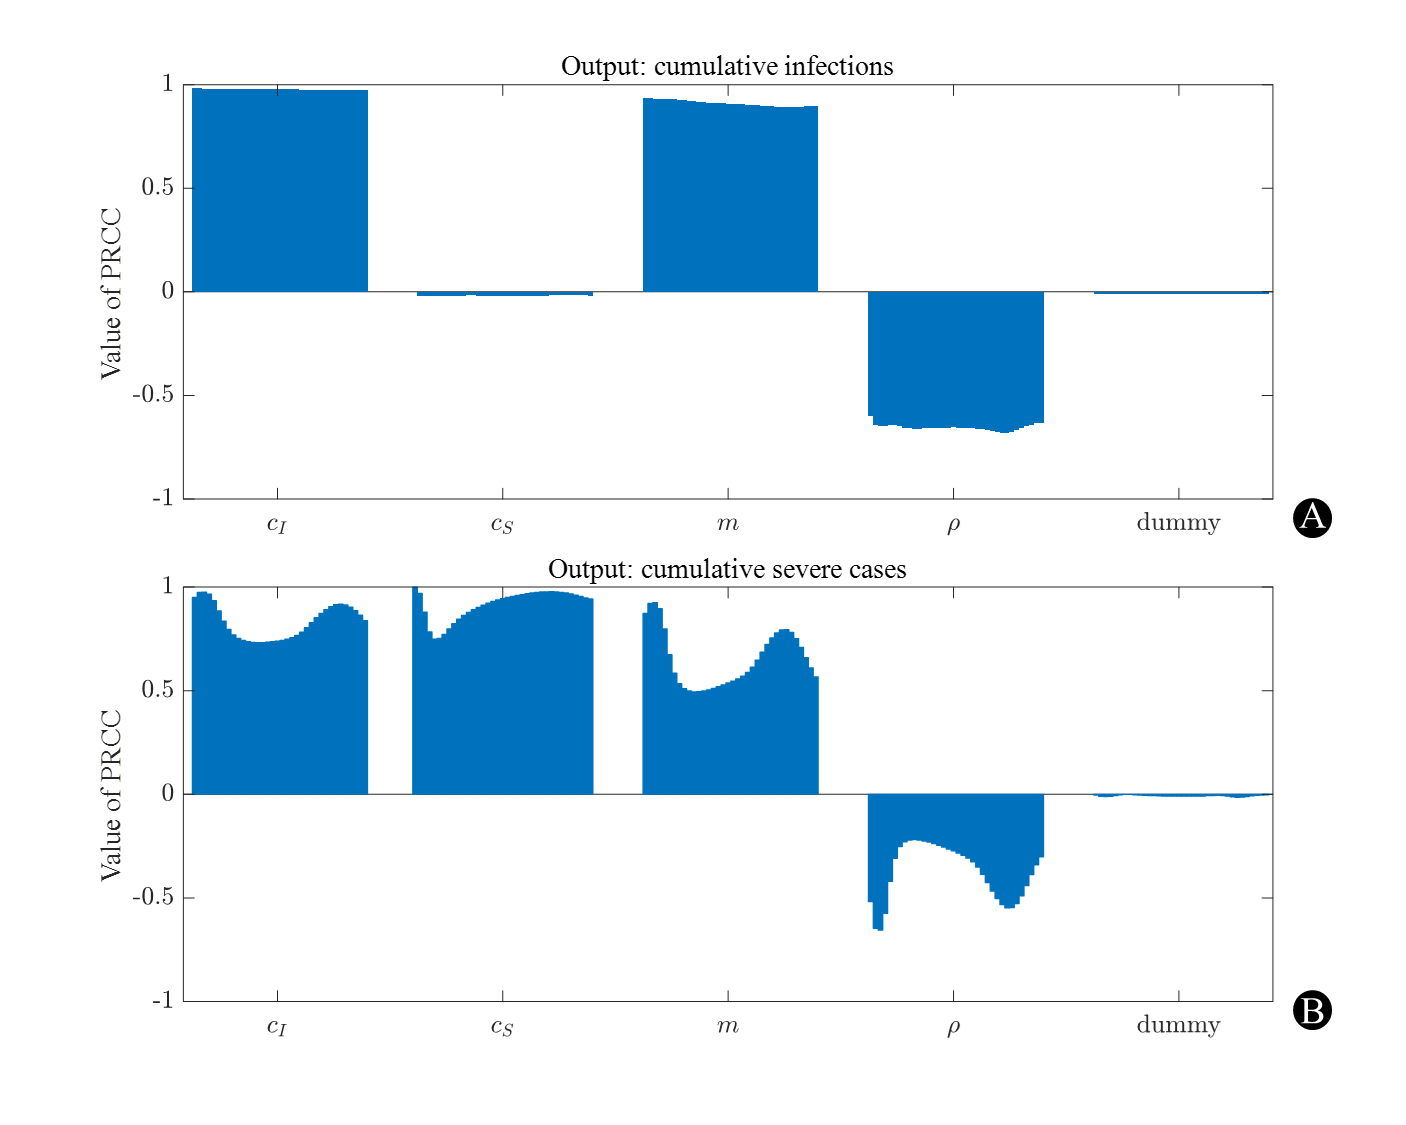 Output: cumulative infections
1
0.5
0
-0.5
-1
Value of PRCC
c_I c_S m ρ dummy
A
Output: cumulative severe cases
1
0.5
0
-0.5
-1
Value of PRCC
c_I c_S m ρ dummy
B